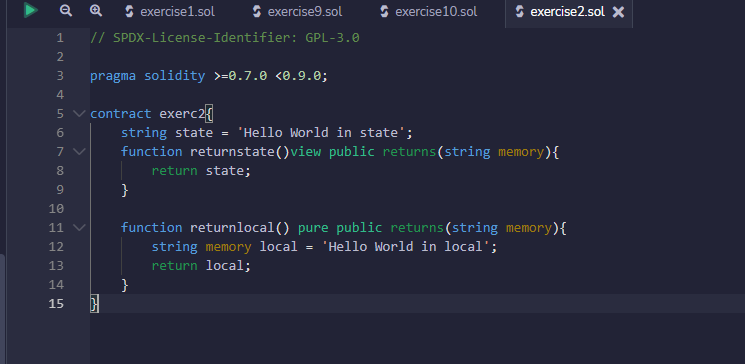 exercise1.sol exercise9.sol exercise10.sol exercise2.sol
1 // SPDX-License-Identifier: GPL-3.0
2
3 pragma solidity >=0.7.0 <0.9.0;
4
5 contract exerc2{
6     string state = 'Hello World in state';
7     function returnstate()view public returns(string memory){
8         return state;
9     }
10
11     function returnlocal() pure public returns(string memory){
12         string memory local = 'Hello World in local';
13         return local;
14     }
15 }